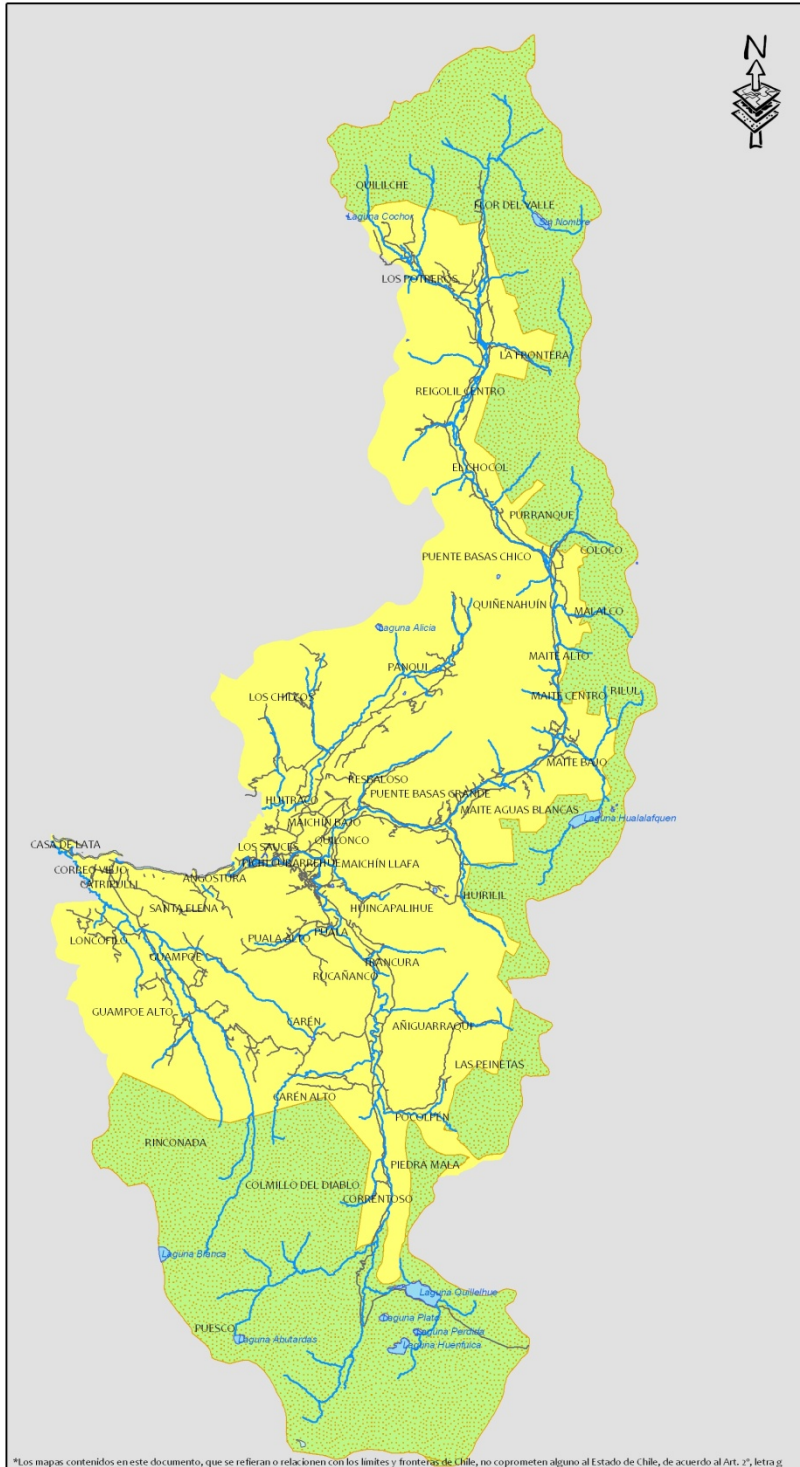 N
QUILILCHE
FLOR DEL VALLE
Laguna Cochor
Sin Nombre
LOS POTREROS
LA FRONTERA
REIGOLIL CENTRO
EL CHOCOL
PURRANQUE
COLOCO
PUENTE BASAS CHICO
QUIÑENAHUÍN
MALALCO
Laguna Alicia
MAITE ALTO
PANQUI
MAITE CENTRO
RILUL
LOS CHILCOS
MAITE BAJO
RESBALOSO
PUENTE BASAS GRANDE
HUITRACO
MAITE AGUAS BLANCAS
MAICHÍN BAJO
Laguna Hualalafquen
CASA DE LATA
LOS SAUCES
QUILONCO
PICHI CURARREHUE
MAICHÍN LLAFA
CORREO VIEJO
CATRIPULLI
ANGOSTURA
HUIRILIL
SANTA ELENA
HUINCAPALIHUE
LONCOFILO
PUALA ALTO
PUALA
GUAMPOE
TRANCURA
RUCAÑANCO
GUAMPOE ALTO
CARÉN
AÑIGUARRAQUI
LAS PEINETAS
CARÉN ALTO
POCOLPEN
RINCONADA
PIEDRA MALA
COLMILLO DEL DIABLO
CORRENTOSO
Laguna Blanca
Laguna Quillelhue
Laguna Plato
PUESCO
Laguna Perdida
Laguna Abutardas
Laguna Huenfuica
*Los mapas contenidos en este documento, que se refieran o relacionen con los límites y fronteras de Chile, no coprometen alguno al Estado de Chile, de acuerdo al Art. 2°, letra g